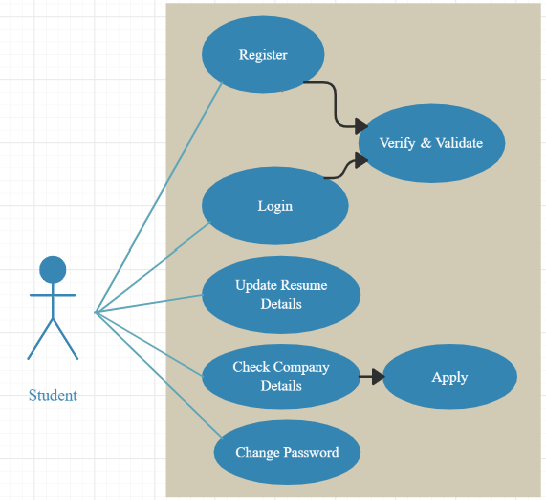 Register
Verify & Validate
Login
Update Resume
Details
Check Company
Details
Apply
Student
Change Password